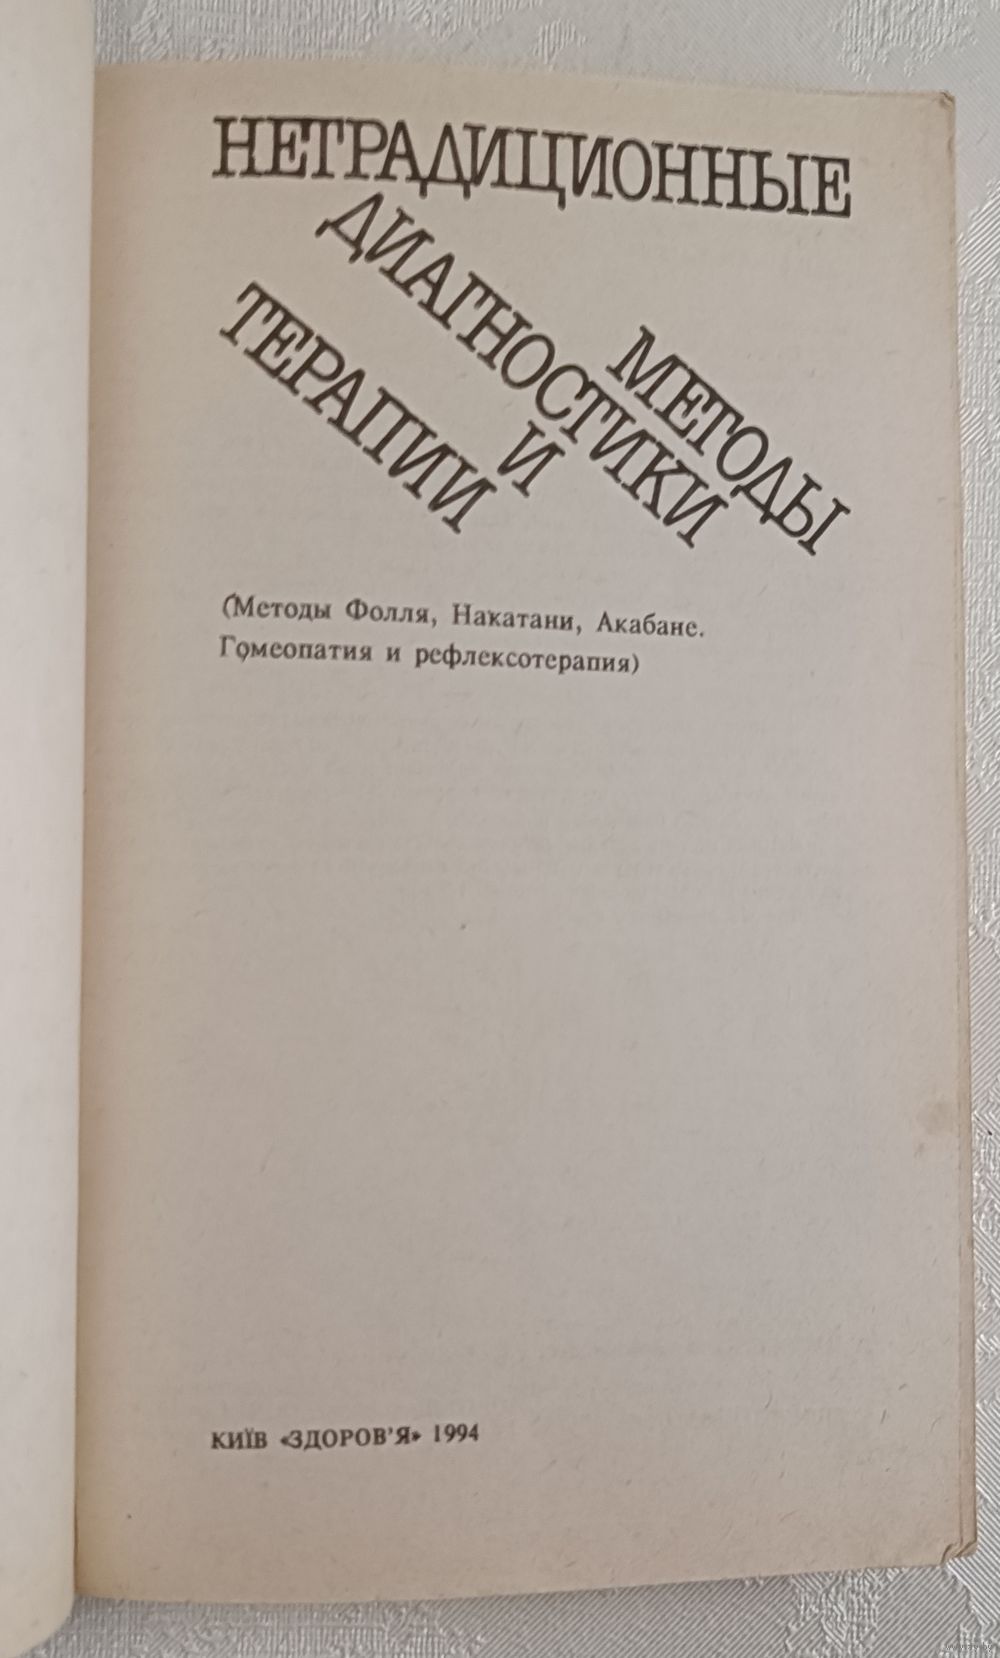 НЕТРАДИЦИОННЫЕ
МЕТОДЫ
ДИАГНОСТИКИ
И
ТЕРАПИИ
(Методы Фолля, Накатани, Акабане.
Гомеопатия и рефлексотерапия)
КИЇВ «ЗДОРОВ’Я» 1994